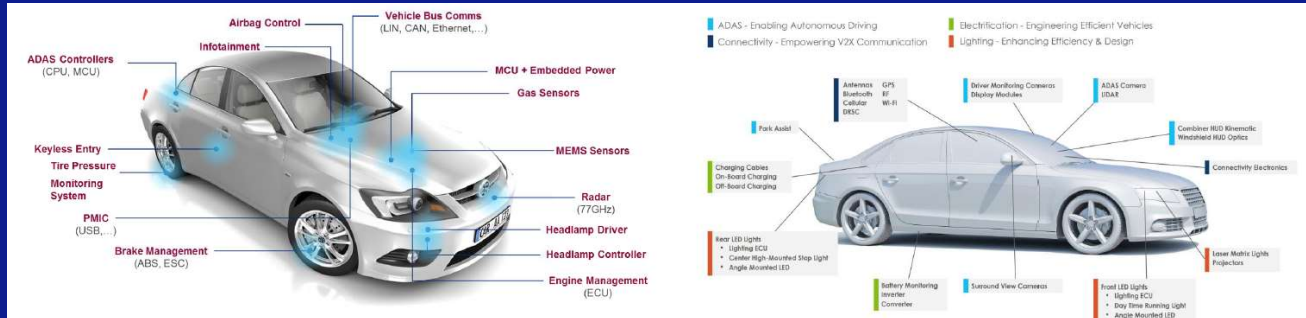 Vehicle Bus Comms
(LIN, CAN, Ethernet,...)
Airbag Control
Infotainment
ADAS Controllers
(CPU, MCU)
MCU + Embedded Power
Gas Sensors
Keyless Entry
Tire Pressure
Monitoring
System
MEMS Sensors
PMIC
(USB,...)
Radar
(77GHz)
Brake Management
(ABS, ESC)
Headlamp Driver
Headlamp Controller
Engine Management
(ECU)
ADAS - Enabling Autonomous Driving
Electrification - Engineering Efficient Vehicles
Connectivity - Empowering V2X Communication
Lighting - Enhancing Efficiency & Design
Antennas GPS
Bluetooth RF
Cellular Wi-Fi
DRSC
Driver Monitoring Cameras
Display Modules
ADAS Camera
LIDAR
Park Assist
Combiner HUD Kinematic
Windshield HUD Optics
Charging Cables
On-Board Charging
Off-Board Charging
Connectivity Electronics
Rear LED Lights
• Lighting ECU
• Center High-Mounted Stop Light
• Angle Mounted LED
Battery Monitoring
Inverter
Converter
Surround View Cameras
Front LED Lights
• Lighting ECU
• Day Time Running Light
• Angle Mounted LED
Laser Matrix Lights
Projectors